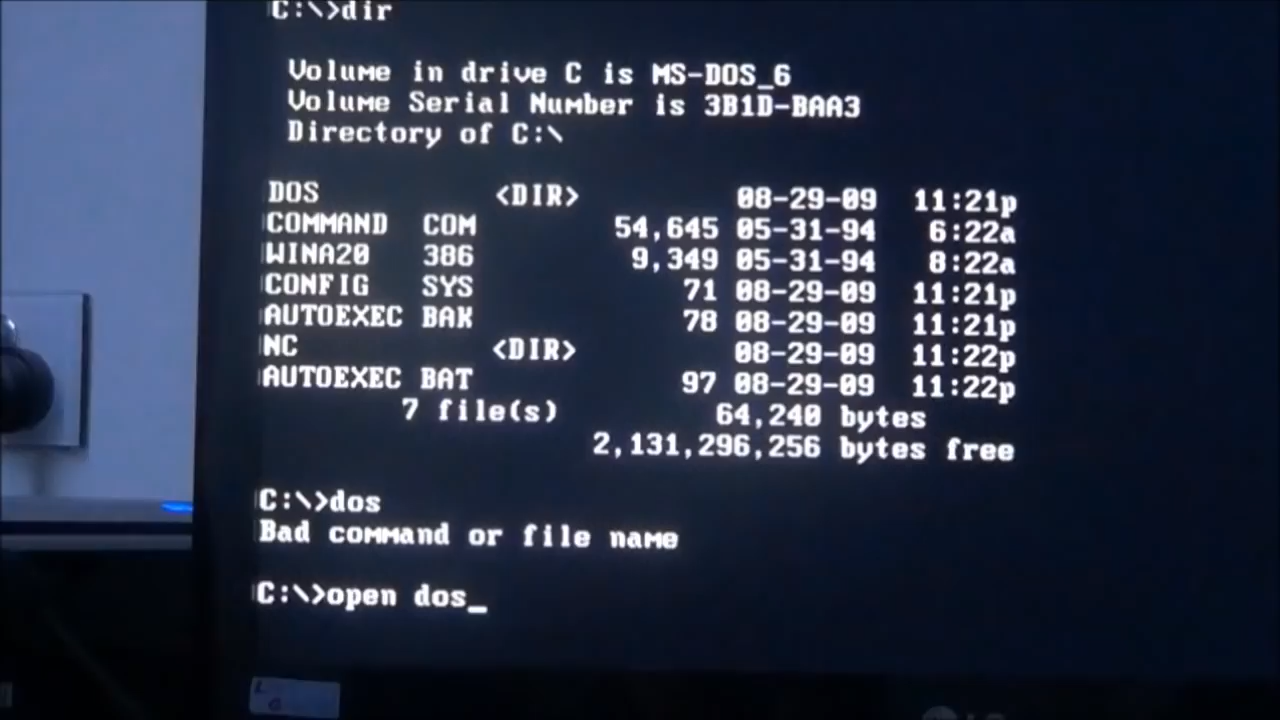 C:\>dir
Volume in drive C is MS-DOS_6
Volume Serial Number is 3B1D-BAA3
Directory of C:\
DOS <DIR> 08-29-09 11:21p
COMMAND COM 54,645 05-31-94 6:22a
WINA20 386 9,349 05-31-94 8:22a
CONFIG SYS 71 08-29-09 11:21p
AUTOEXEC BAK 78 08-29-09 11:21p
NC <DIR> 08-29-09 11:22p
AUTOEXEC BAT 97 08-29-09 11:22p
7 file(s) 64,240 bytes
2,131,296,256 bytes free
C:\>dos
Bad command or file name
C:\>open dos_
LG